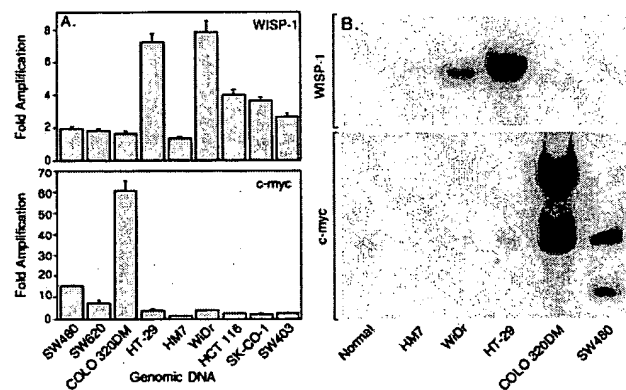 A.
WISP-1
Fold Amplification
8
6
4
2
0
c-myc
Fold Amplification
70
60
50
40
30
20
10
0
SW480
SW620
COLO 320DM
HT-29
HM7
WiDr
HCT 116
SK-CO-1
SW403
Genomic DNA
B.
WISP-1
c-myc
Normal
HM7
WiDr
HT-29
COLO 320DM
SW480